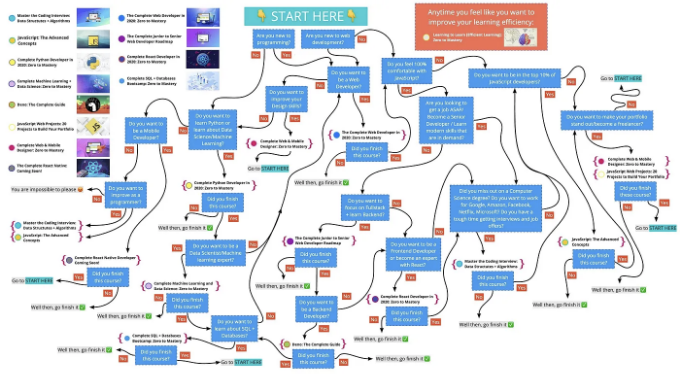 Master the Coding Interview
Data Structures + Algorithms
JavaScript: The Advanced
Concepts
Complete Python Developer in
2020: Zero to Mastery
Complete Machine Learning +
Data Science: Zero to Mastery
Deno: The Complete Guide
JavaScript Web Projects: 20
Projects to Build Your Portfolio
Complete Web & Mobile
Designer: Zero to Mastery
The Complete React Native
Coming Soon!
The Complete Web Developer in
2020: Zero to Mastery
The Complete Junior to Senior
Web Developer Roadmap
Complete React Developer in
2020: Zero to Mastery
Complete SQL + Databases
Bootcamp: Zero to Mastery
👇 START HERE 👇
Anytime you feel like you want to
improve your learning efficiency:
Learning to Learn [Efficient Learning]:
Zero to Mastery
Are you new to
programming?
Are you new to web
development?
No
Yes
Do you want to
be a Web
Developer?
Do you want to
improve your
Design skills?
Complete Web & Mobile
Designer: Zero to Mastery
Go to START HERE
Do you feel 100%
comfortable with
JavaScript?
Do you want to be in the top 10% of
JavaScript developers?
Go to START HERE
Are you looking to
get a job ASAP?
Become a Senior
Developer / Learn
modern skills that
are in demand?
Do you want to make your portfolio
stand out/become a freelancer?
Complete Web & Mobile
Designer: Zero to Mastery
JavaScript Web Projects: 20
Projects to Build Your Portfolio
Did you finish
these courses?
Well then, go finish it ✅
Do you want to
learn Python or
learn about Data
Science/Machine
Learning?
Do you want to
be a Mobile
Developer?
The Complete Web Developer in
2020: Zero to Mastery
Did you finish
this course?
Well then, go finish it ✅
You are impossible to please 😡
Do you want to
improve as a
programmer?
Master the Coding Interview
Data Structures + Algorithms
JavaScript: The Advanced
Concepts
Complete Python Developer in
2020: Zero to Mastery
Did you finish
this course?
Well then, go finish it ✅
Do you want to
focus on Fullstack
+ learn Backend?
Did you miss out on a Computer
Science degree? Do you want to work
for Google, Amazon, Facebook,
Netflix, Microsoft? Do you have a
tough time getting interviews and job
offers?
The Complete Junior to Senior
Web Developer Roadmap
Did you finish
this course?
Well then, go finish it ✅
Do you want to be a
Frontend Developer
or become an expert
with React?
Master the Coding Interview:
Data Structures + Algorithms
Did you finish
this course?
Well then, go finish it ✅
JavaScript: The Advanced
Concepts
Did you finish
this course?
Well then, go finish it ✅
Do you want to be a
Data Scientist/Machine
learning expert?
Complete React Native Developer
Coming Soon!
Did you finish
this course?
Go to START HERE
Well then, go finish it ✅
Complete Machine Learning and
Data Science: Zero to Mastery
Did you finish
this course?
Well then, go finish it ✅
Do you want to
be a Backend
Developer?
Complete React Developer in
2020: Zero to Mastery
Did you finish
this course?
Well then, go finish it ✅
Do you want to
learn about SQL +
Databases?
Complete SQL + Databases
Bootcamp: Zero to Mastery
Did you finish
this course?
Well then, go finish it ✅
Go to START HERE
Deno: The Complete Guide
Did you finish
this course?
Well then, go finish it ✅